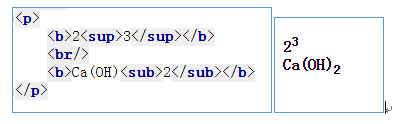 <p>
<b>2<sup>3</sup></b>
<br/>
<b>Ca(OH)<sub>2</sub></b>
</p>
2³
Ca(OH)₂